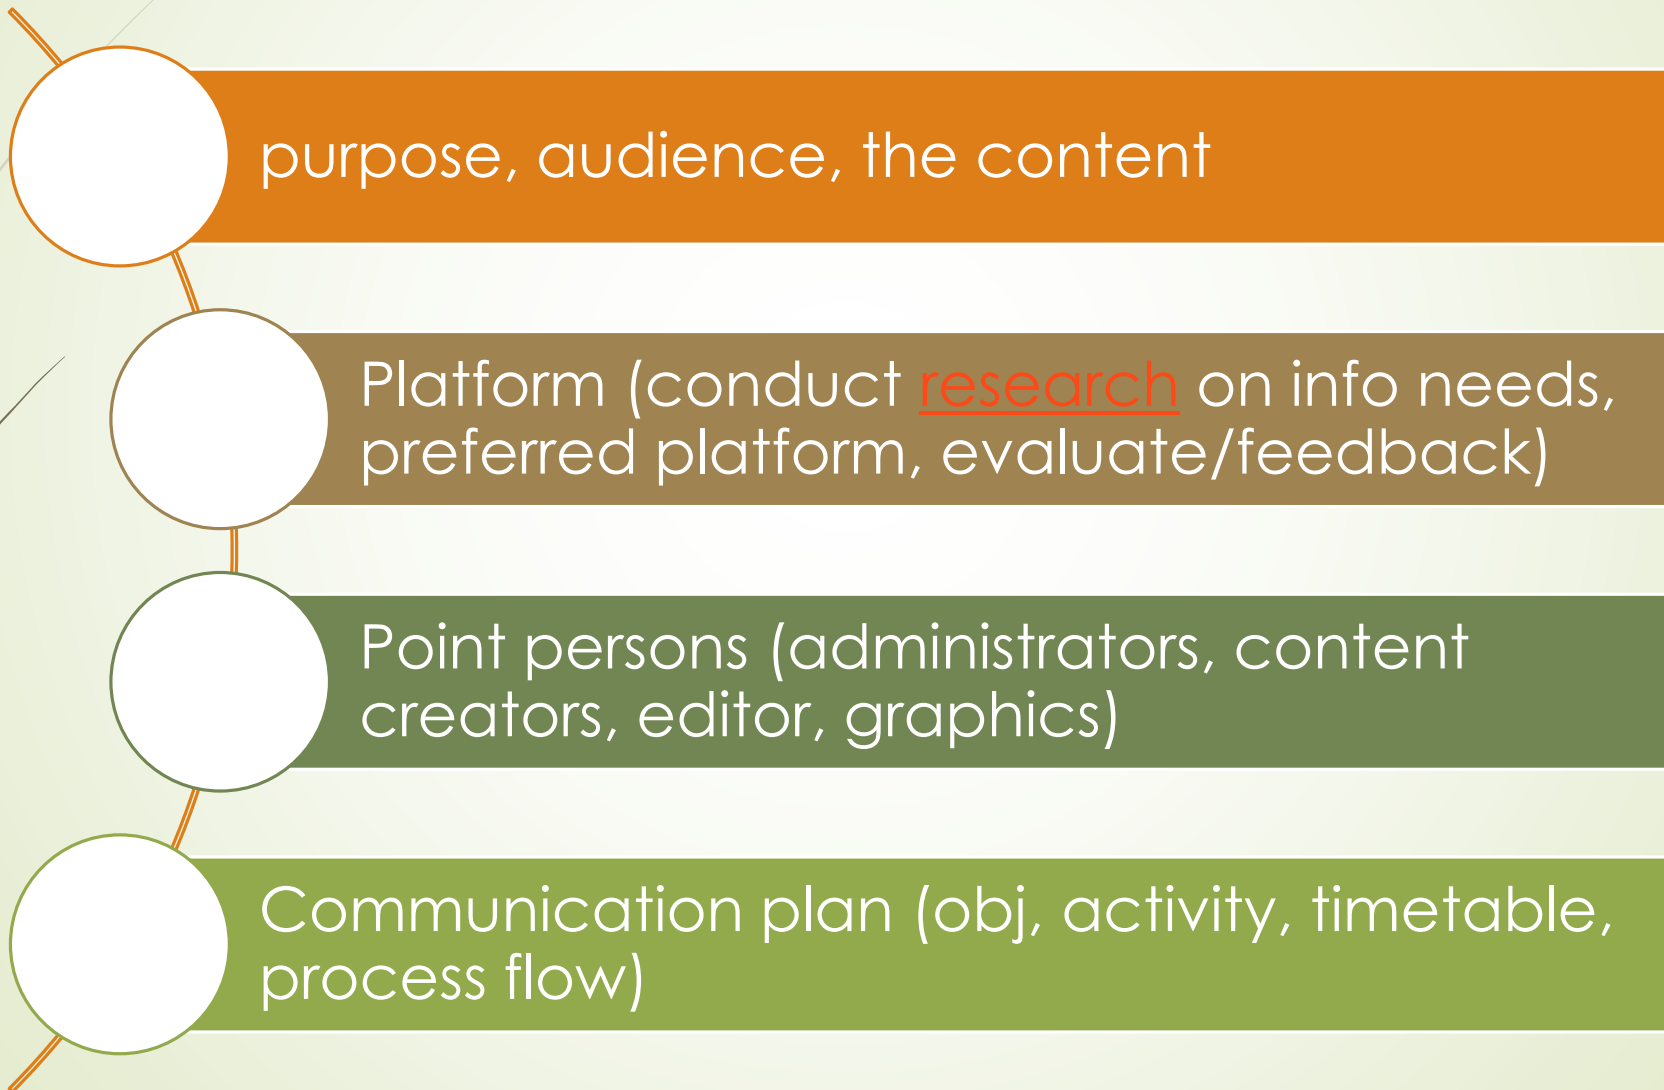 purpose, audience, the content
Platform (conduct research on info needs,
preferred platform, evaluate/feedback)
Point persons (administrators, content
creators, editor, graphics)
Communication plan (obj, activity, timetable,
process flow)